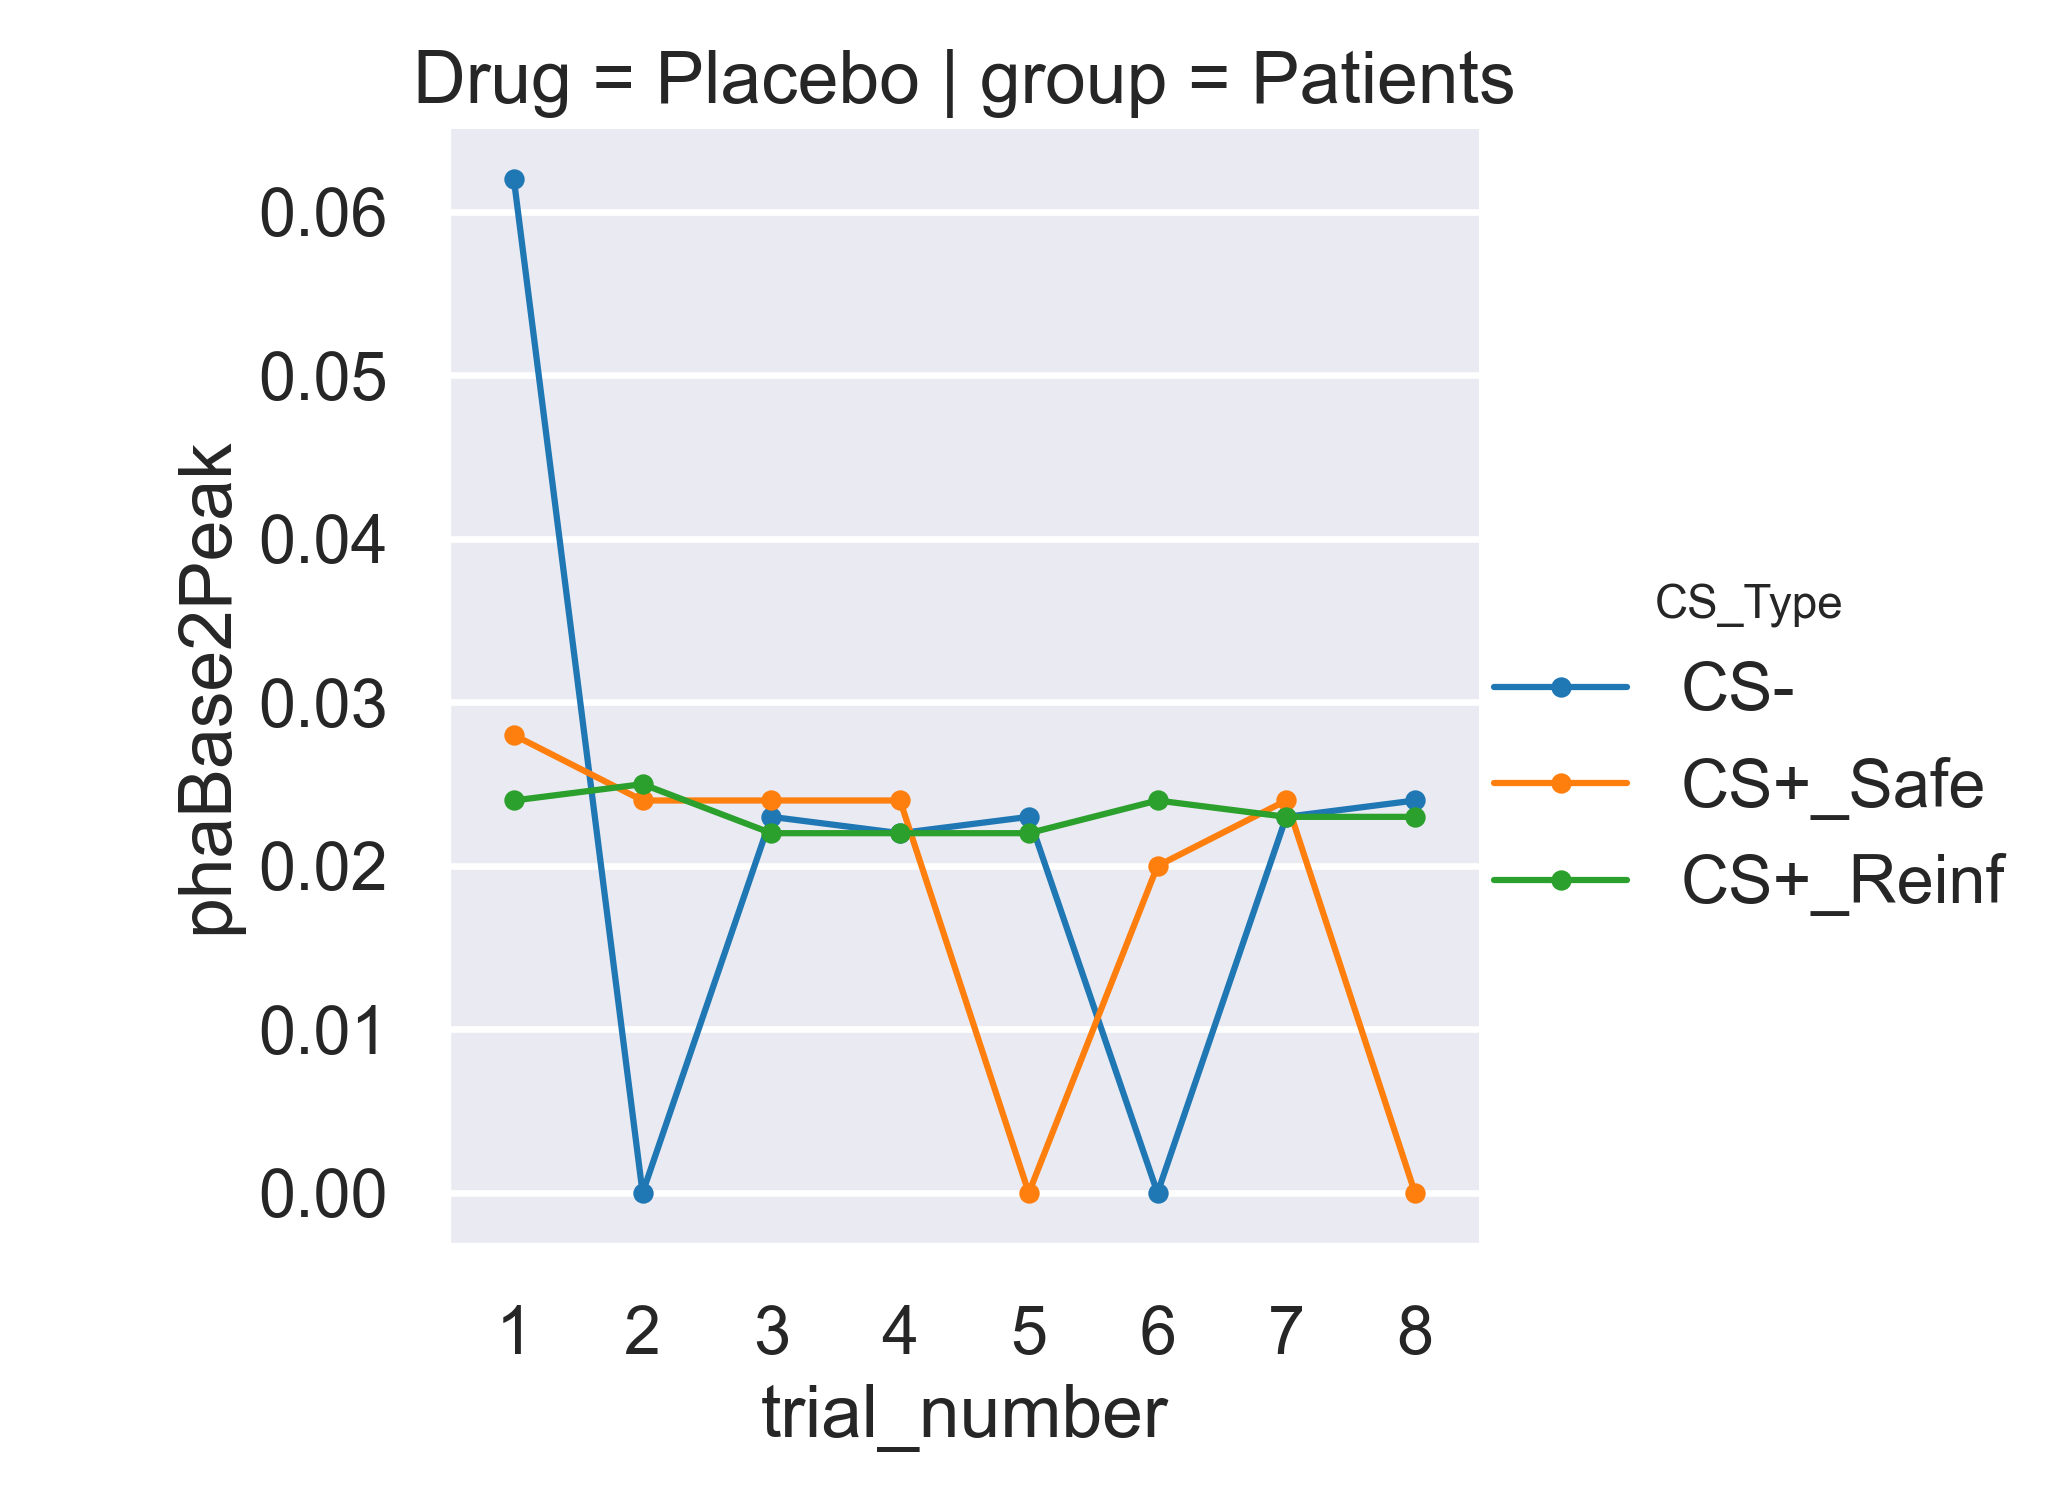 Drug = Placebo | group = Patients
phaBase2Peak
0.06
0.05
0.04
0.03
0.02
0.01
0.00
1 2 3 4 5 6 7 8
trial_number
CS_Type
CS-
CS+_Safe
CS+_Reinf